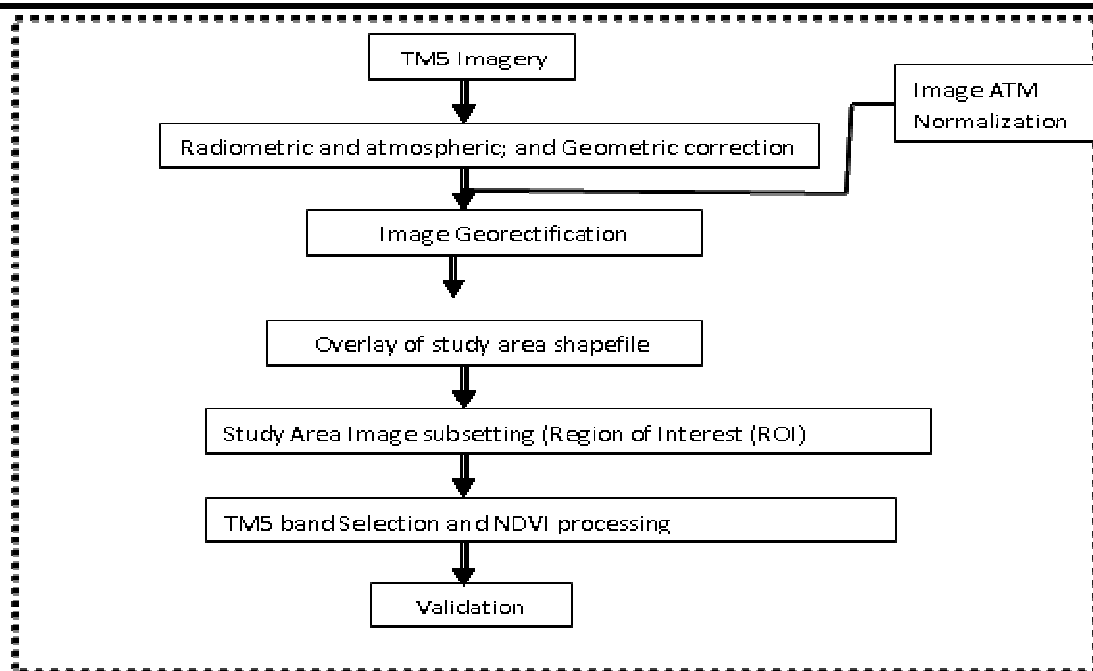 TM5 Imagery
Image ATM
Normalization
Radiometric and atmospheric; and Geometric correction
Image Georectification
Overlay of study area shapefile
Study Area Image subsetting (Region of Interest (ROI)
TM5 band Selection and NDVI processing
Validation